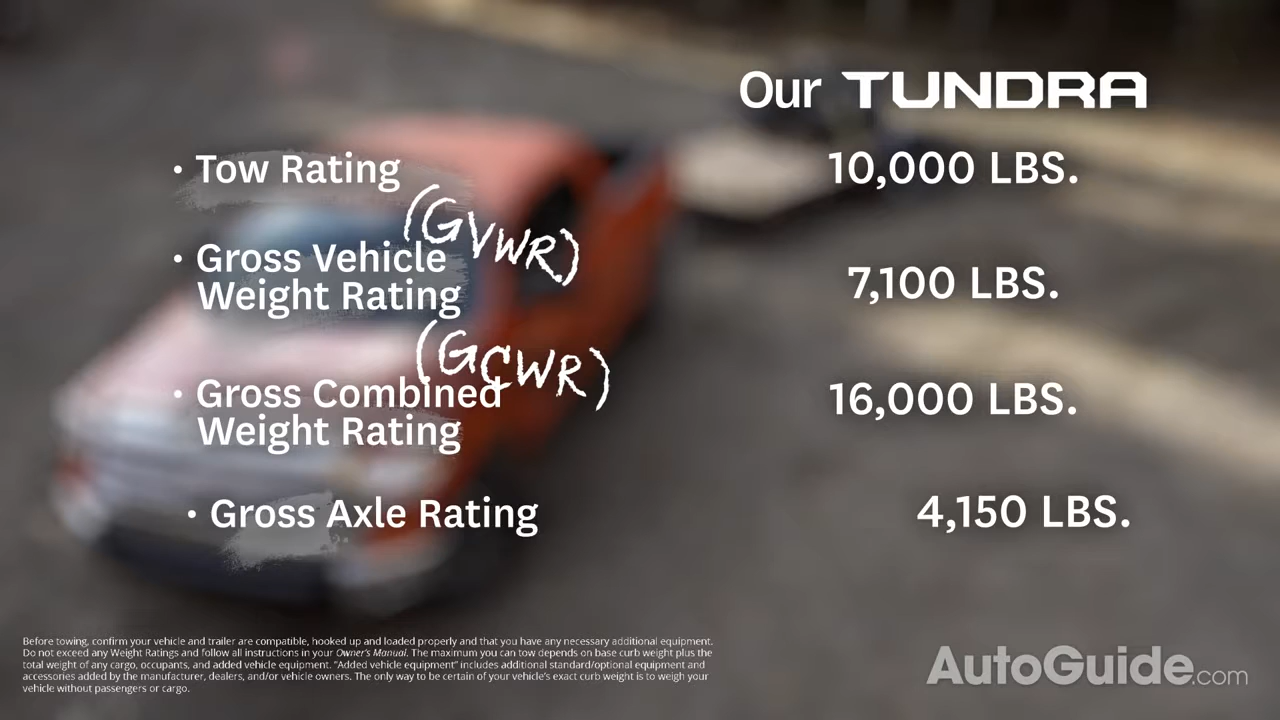 Our TUNDRA
• Tow Rating 10,000 LBS.
(GVWR)
• Gross Vehicle
Weight Rating 7,100 LBS.
(GCWR)
• Gross Combined
Weight Rating 16,000 LBS.
• Gross Axle Rating 4,150 LBS.
Before towing, confirm your vehicle and trailer are compatible, hooked up and loaded properly and that you have any necessary additional equipment.
Do not exceed any Weight Ratings and follow all instructions in your Owner's Manual. The maximum you can tow depends on base curb weight plus the
total weight of any cargo, occupants, and added vehicle equipment. "Added vehicle equipment" includes additional standard/optional equipment and
accessories added by the manufacturer, dealers, and/or vehicle owners. The only way to be certain of your vehicle's exact curb weight is to weigh your
vehicle without passengers or cargo.
AutoGuide.com